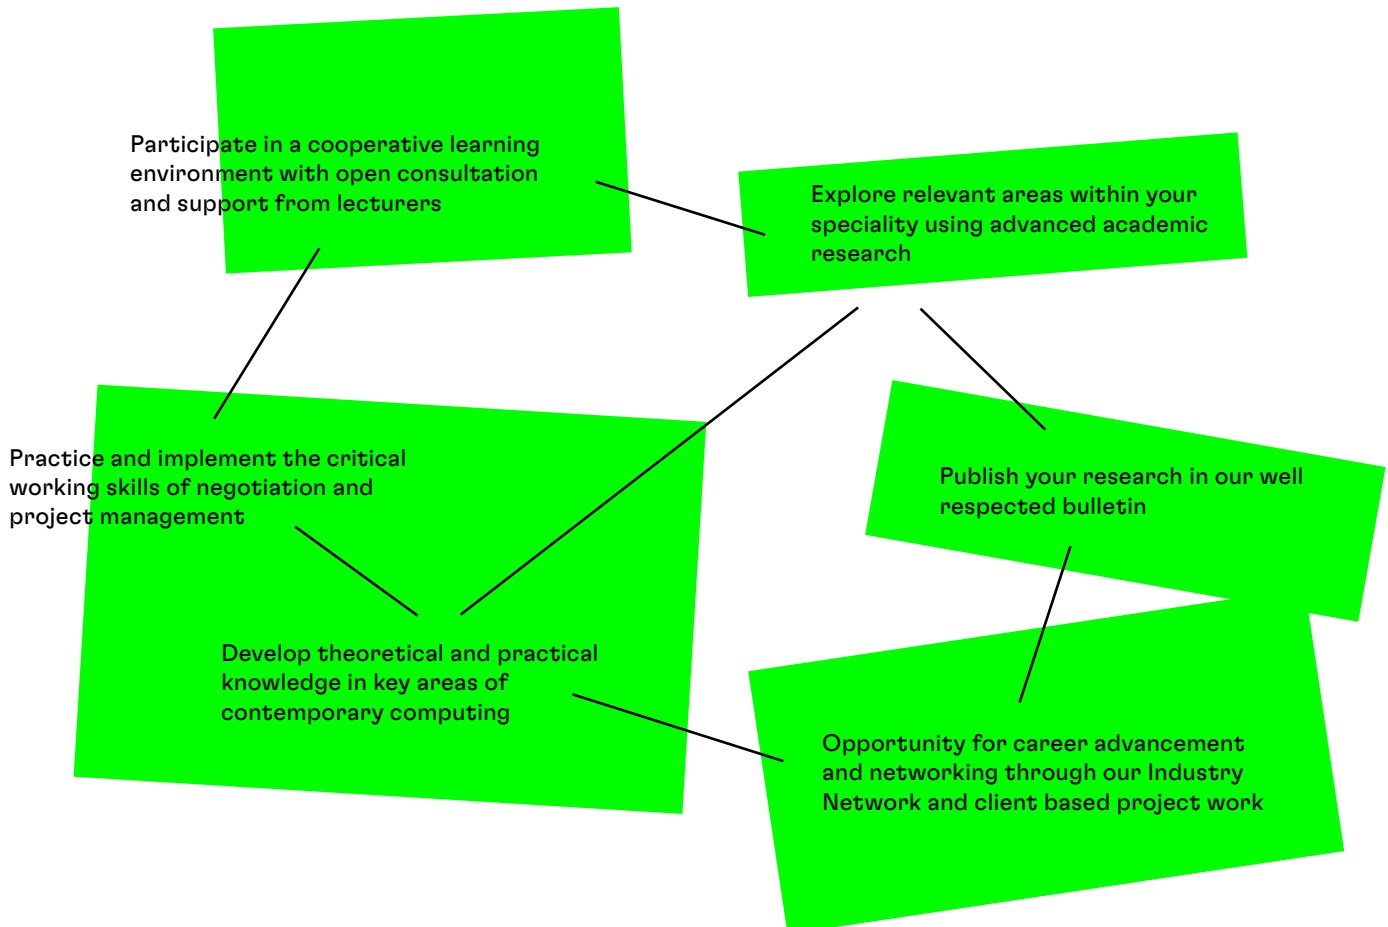 Participate in a cooperative learning
environment with open consultation
and support from lecturers
Explore relevant areas within your
speciality using advanced academic
research
Practice and implement the critical
working skills of negotiation and
project management
Publish your research in our well
respected bulletin
Develop theoretical and practical
knowledge in key areas of
contemporary computing
Opportunity for career advancement
and networking through our Industry
Network and client based project work